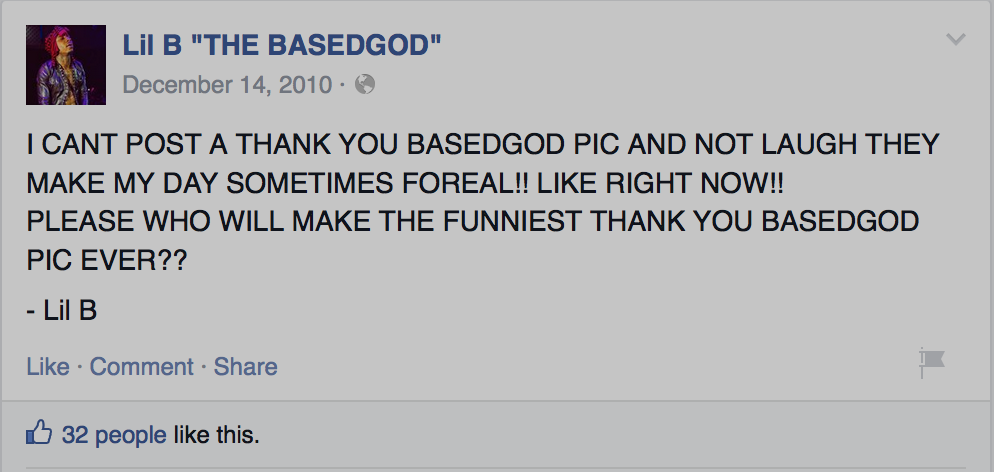 Lil B "THE BASEDGOD"
December 14, 2010 ·
I CANT POST A THANK YOU BASEDGOD PIC AND NOT LAUGH THEY
MAKE MY DAY SOMETIMES FOREAL!! LIKE RIGHT NOW!!
PLEASE WHO WILL MAKE THE FUNNIEST THANK YOU BASEDGOD
PIC EVER??
- Lil B
Like · Comment · Share
32 people like this.